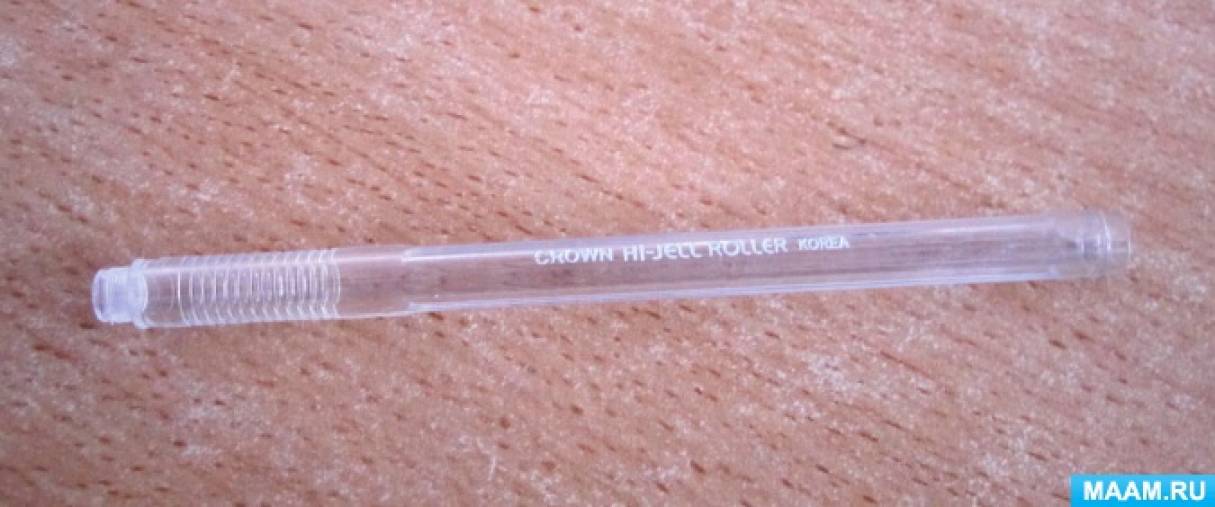 CROWN HI-JELL ROLLER KOREA
MAAM.RU